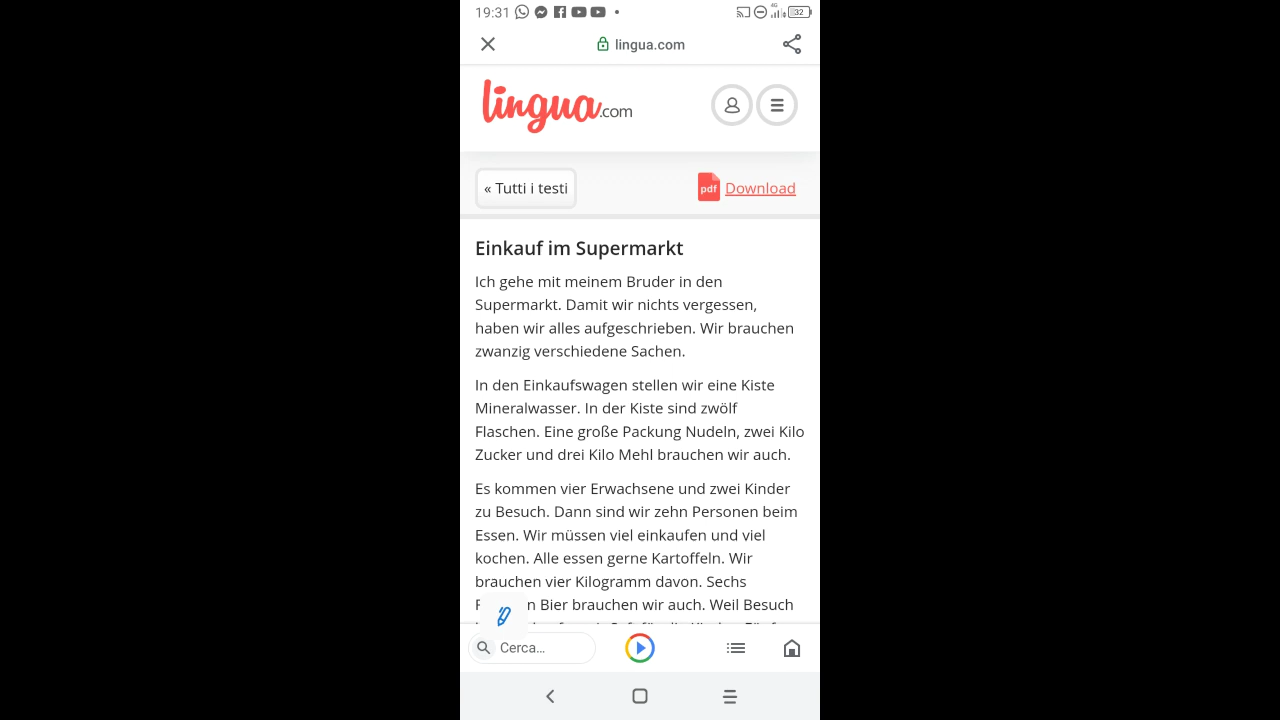 19:31
4G
32
lingua.com
lingua.com
« Tutti i testi
pdf Download
Einkauf im Supermarkt
Ich gehe mit meinem Bruder in den
Supermarkt. Damit wir nichts vergessen,
haben wir alles aufgeschrieben. Wir brauchen
zwanzig verschiedene Sachen.
In den Einkaufswagen stellen wir eine Kiste
Mineralwasser. In der Kiste sind zwölf
Flaschen. Eine große Packung Nudeln, zwei Kilo
Zucker und drei Kilo Mehl brauchen wir auch.
Es kommen vier Erwachsene und zwei Kinder
zu Besuch. Dann sind wir zehn Personen beim
Essen. Wir müssen viel einkaufen und viel
kochen. Alle essen gerne Kartoffeln. Wir
brauchen vier Kilogramm davon. Sechs
Bier brauchen wir auch. Weil Besuch
Cerca…